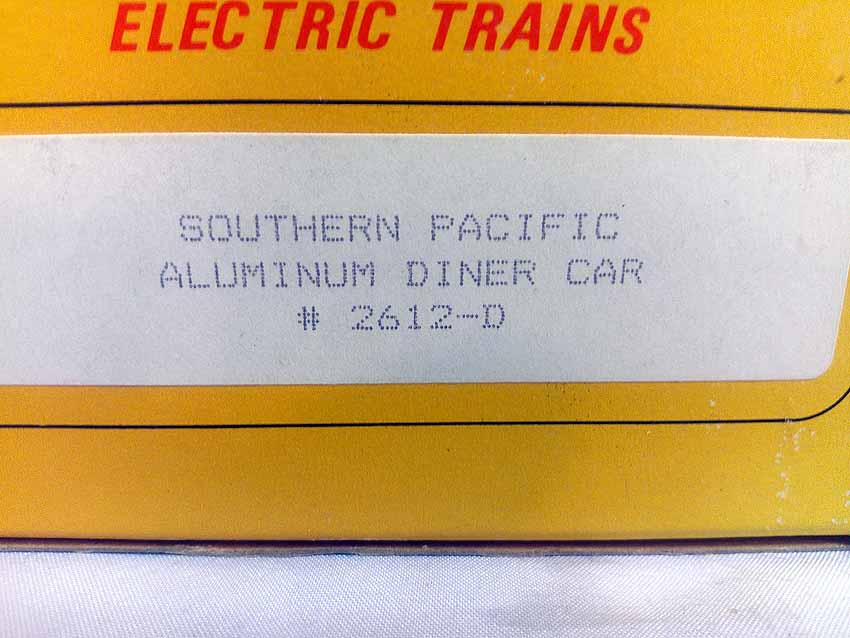 ELECTRIC TRAINS
SOUTHERN PACIFIC
ALUMINUM DINER CAR
# 2612-D